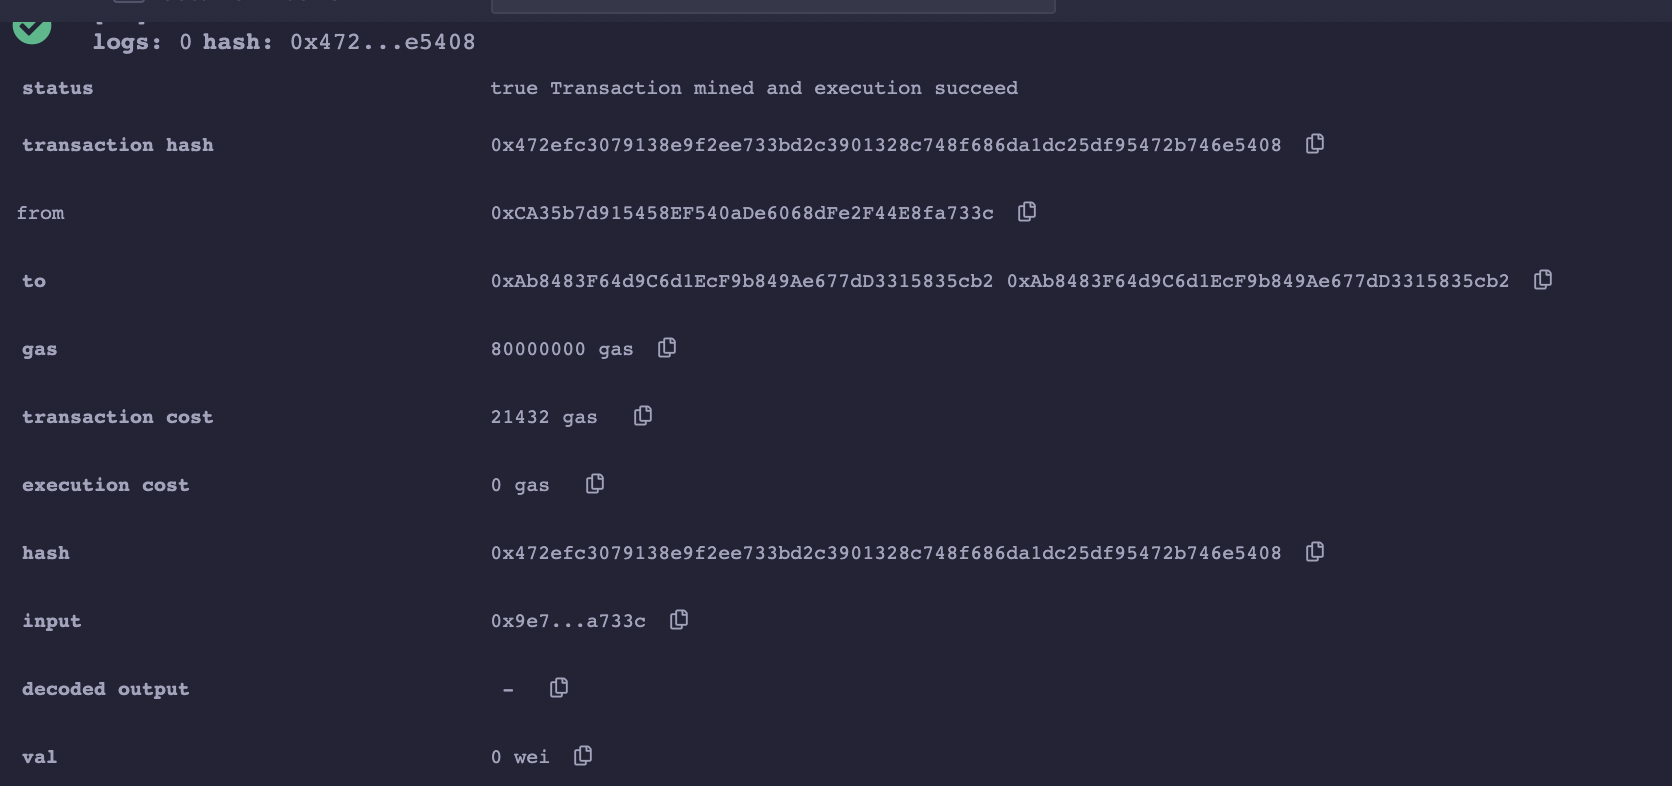 logs: 0 hash: 0x472...e5408
status true Transaction mined and execution succeed
transaction hash 0x472efc3079138e9f2ee733bd2c3901328c748f686da1dc25df95472b746e5408
from 0xCA35b7d915458EF540aDe6068dFe2F44E8fa733c
to 0xAb8483F64d9C6d1EcF9b849Ae677dD3315835cb2 0xAb8483F64d9C6d1EcF9b849Ae677dD3315835cb2
gas 80000000 gas
transaction cost 21432 gas
execution cost 0 gas
hash 0x472efc3079138e9f2ee733bd2c3901328c748f686da1dc25df95472b746e5408
input 0x9e7...a733c
decoded output -
val 0 wei